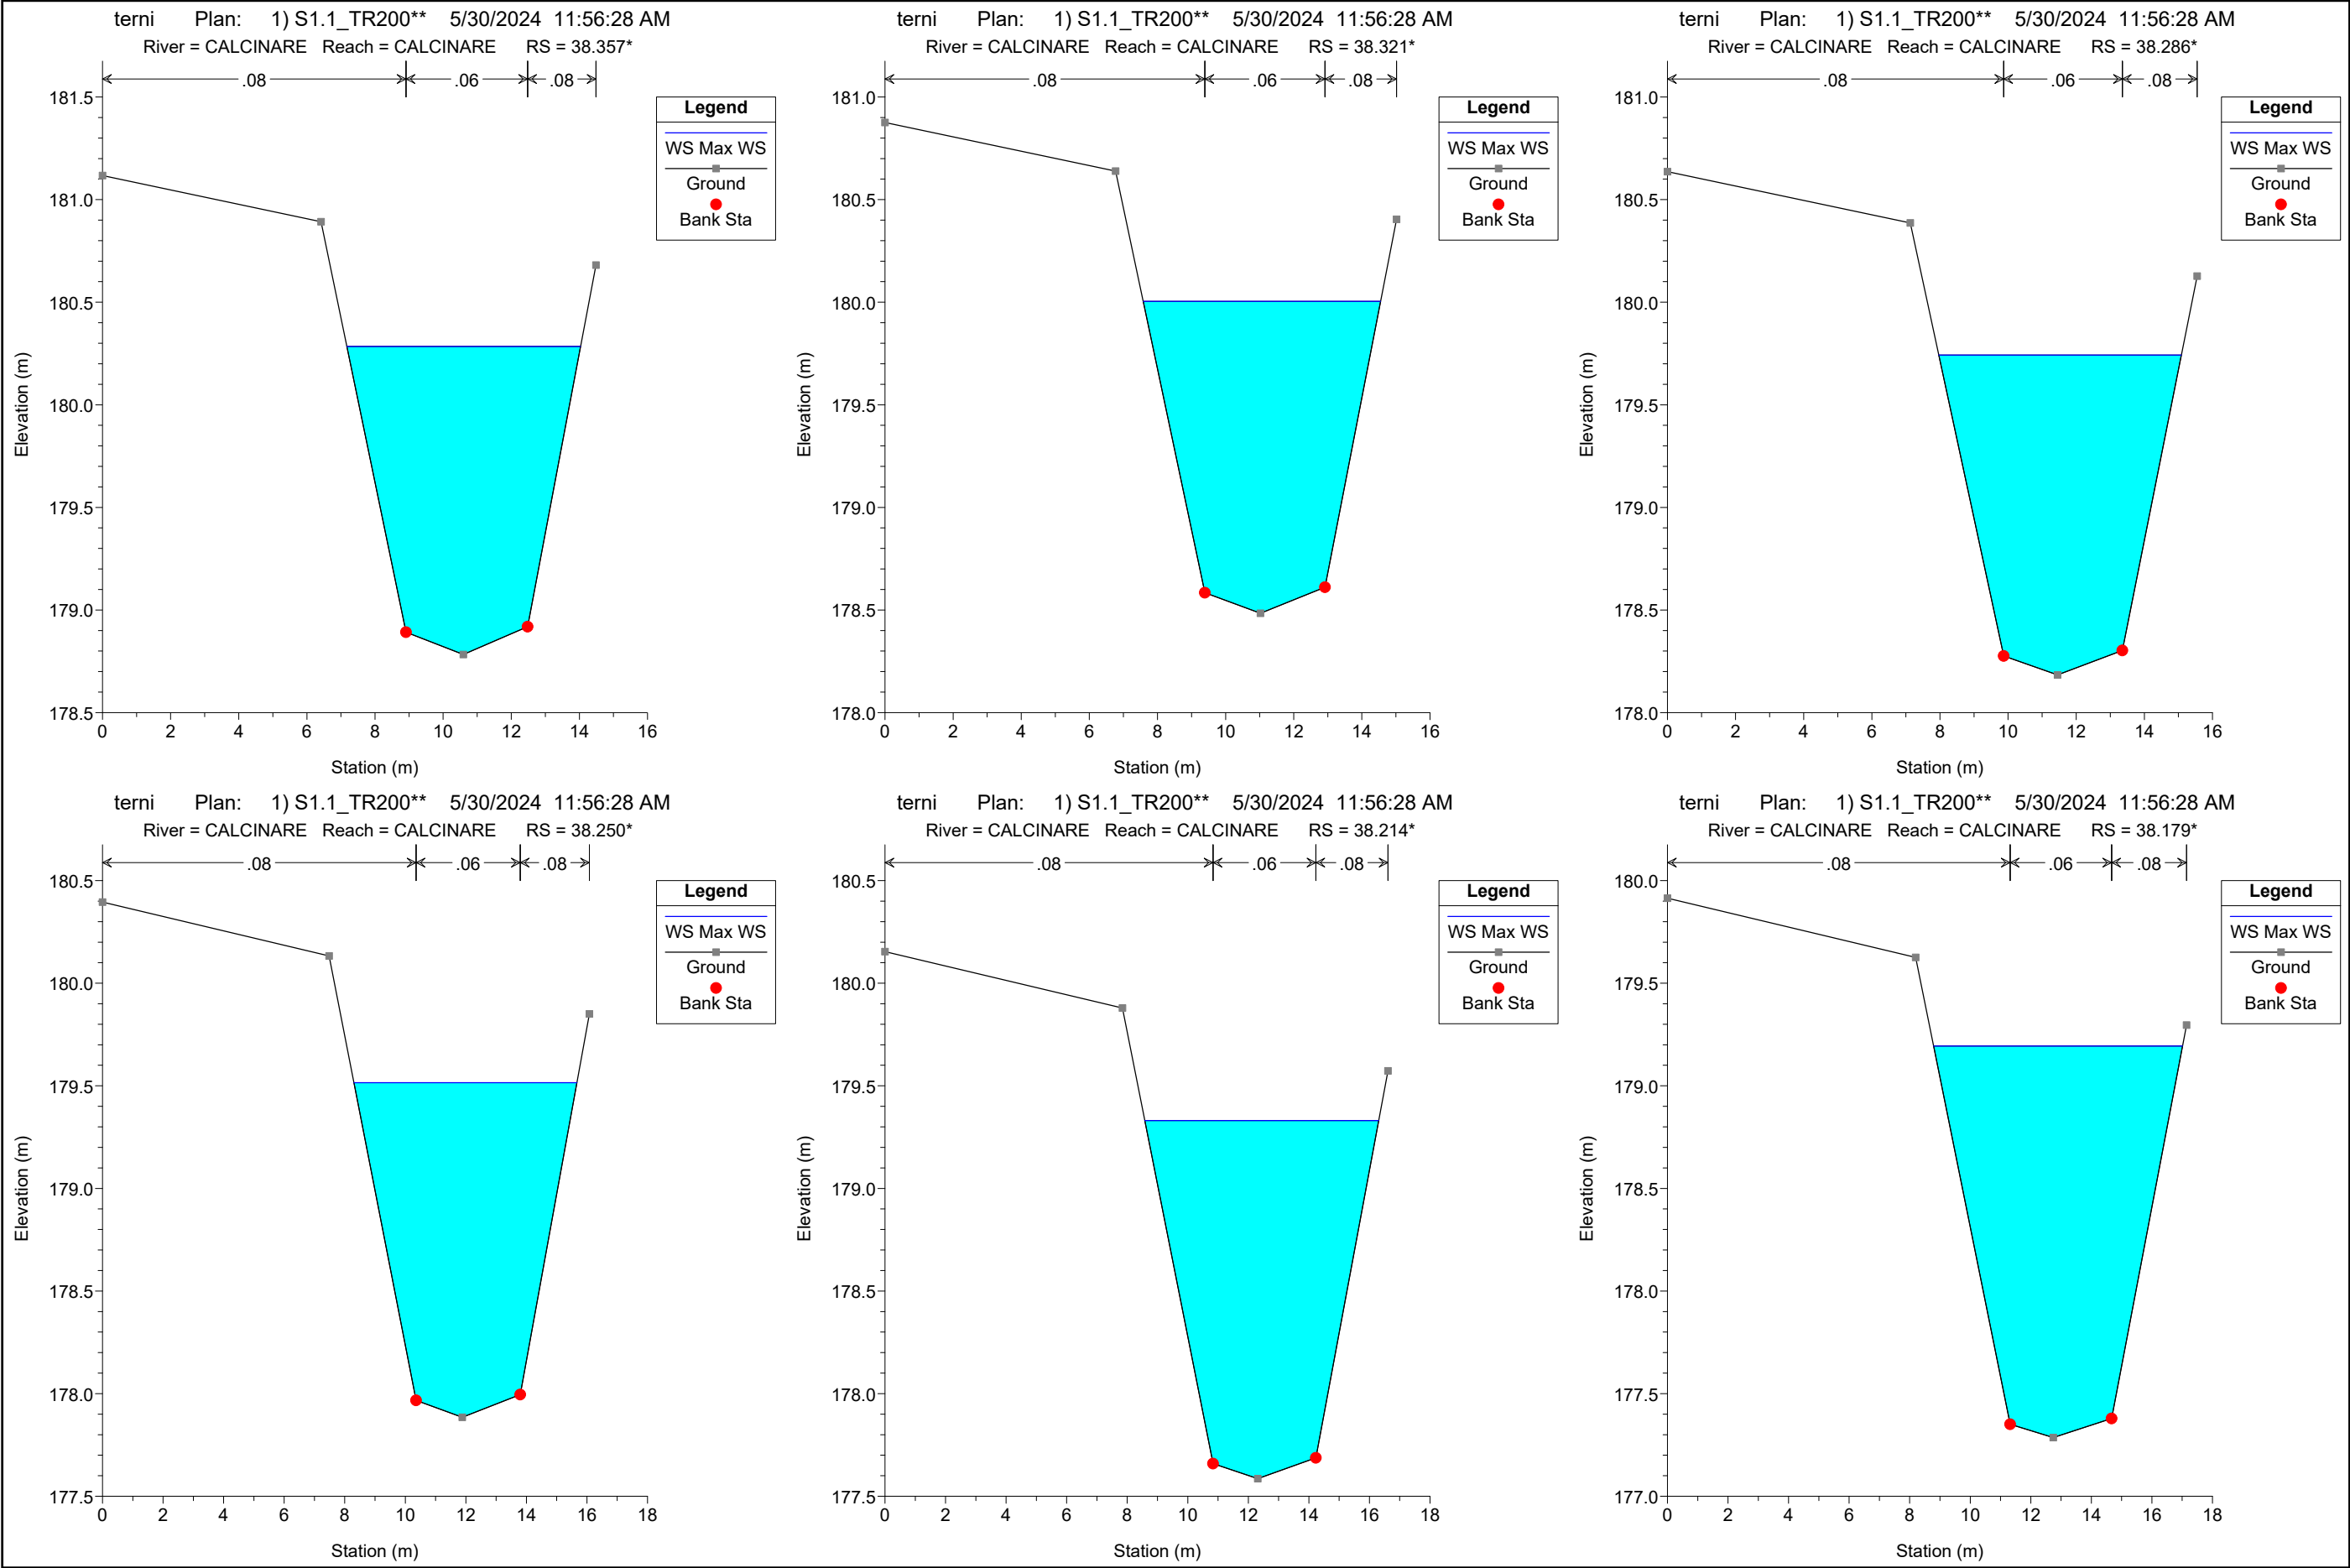 terni Plan: 1) S1.1_TR200** 5/30/2024 11:56:28 AM
River = CALCINARE Reach = CALCINARE RS = 38.357*
.08 .06 .08
181.5
181.0
180.5
180.0
179.5
179.0
178.5
Elevation (m)
0 2 4 6 8 10 12 14 16
Station (m)
Legend
WS Max WS
Ground
Bank Sta
terni Plan: 1) S1.1_TR200** 5/30/2024 11:56:28 AM
River = CALCINARE Reach = CALCINARE RS = 38.321*
.08 .06 .08
181.0
180.5
180.0
179.5
179.0
178.5
178.0
Elevation (m)
0 2 4 6 8 10 12 14 16
Station (m)
Legend
WS Max WS
Ground
Bank Sta
terni Plan: 1) S1.1_TR200** 5/30/2024 11:56:28 AM
River = CALCINARE Reach = CALCINARE RS = 38.286*
.08 .06 .08
181.0
180.5
180.0
179.5
179.0
178.5
178.0
Elevation (m)
0 2 4 6 8 10 12 14 16
Station (m)
Legend
WS Max WS
Ground
Bank Sta
terni Plan: 1) S1.1_TR200** 5/30/2024 11:56:28 AM
River = CALCINARE Reach = CALCINARE RS = 38.250*
.08 .06 .08
180.5
180.0
179.5
179.0
178.5
178.0
177.5
Elevation (m)
0 2 4 6 8 10 12 14 16 18
Station (m)
Legend
WS Max WS
Ground
Bank Sta
terni Plan: 1) S1.1_TR200** 5/30/2024 11:56:28 AM
River = CALCINARE Reach = CALCINARE RS = 38.214*
.08 .06 .08
180.5
180.0
179.5
179.0
178.5
178.0
177.5
Elevation (m)
0 2 4 6 8 10 12 14 16 18
Station (m)
Legend
WS Max WS
Ground
Bank Sta
terni Plan: 1) S1.1_TR200** 5/30/2024 11:56:28 AM
River = CALCINARE Reach = CALCINARE RS = 38.179*
.08 .06 .08
180.0
179.5
179.0
178.5
178.0
177.5
177.0
Elevation (m)
0 2 4 6 8 10 12 14 16 18
Station (m)
Legend
WS Max WS
Ground
Bank Sta